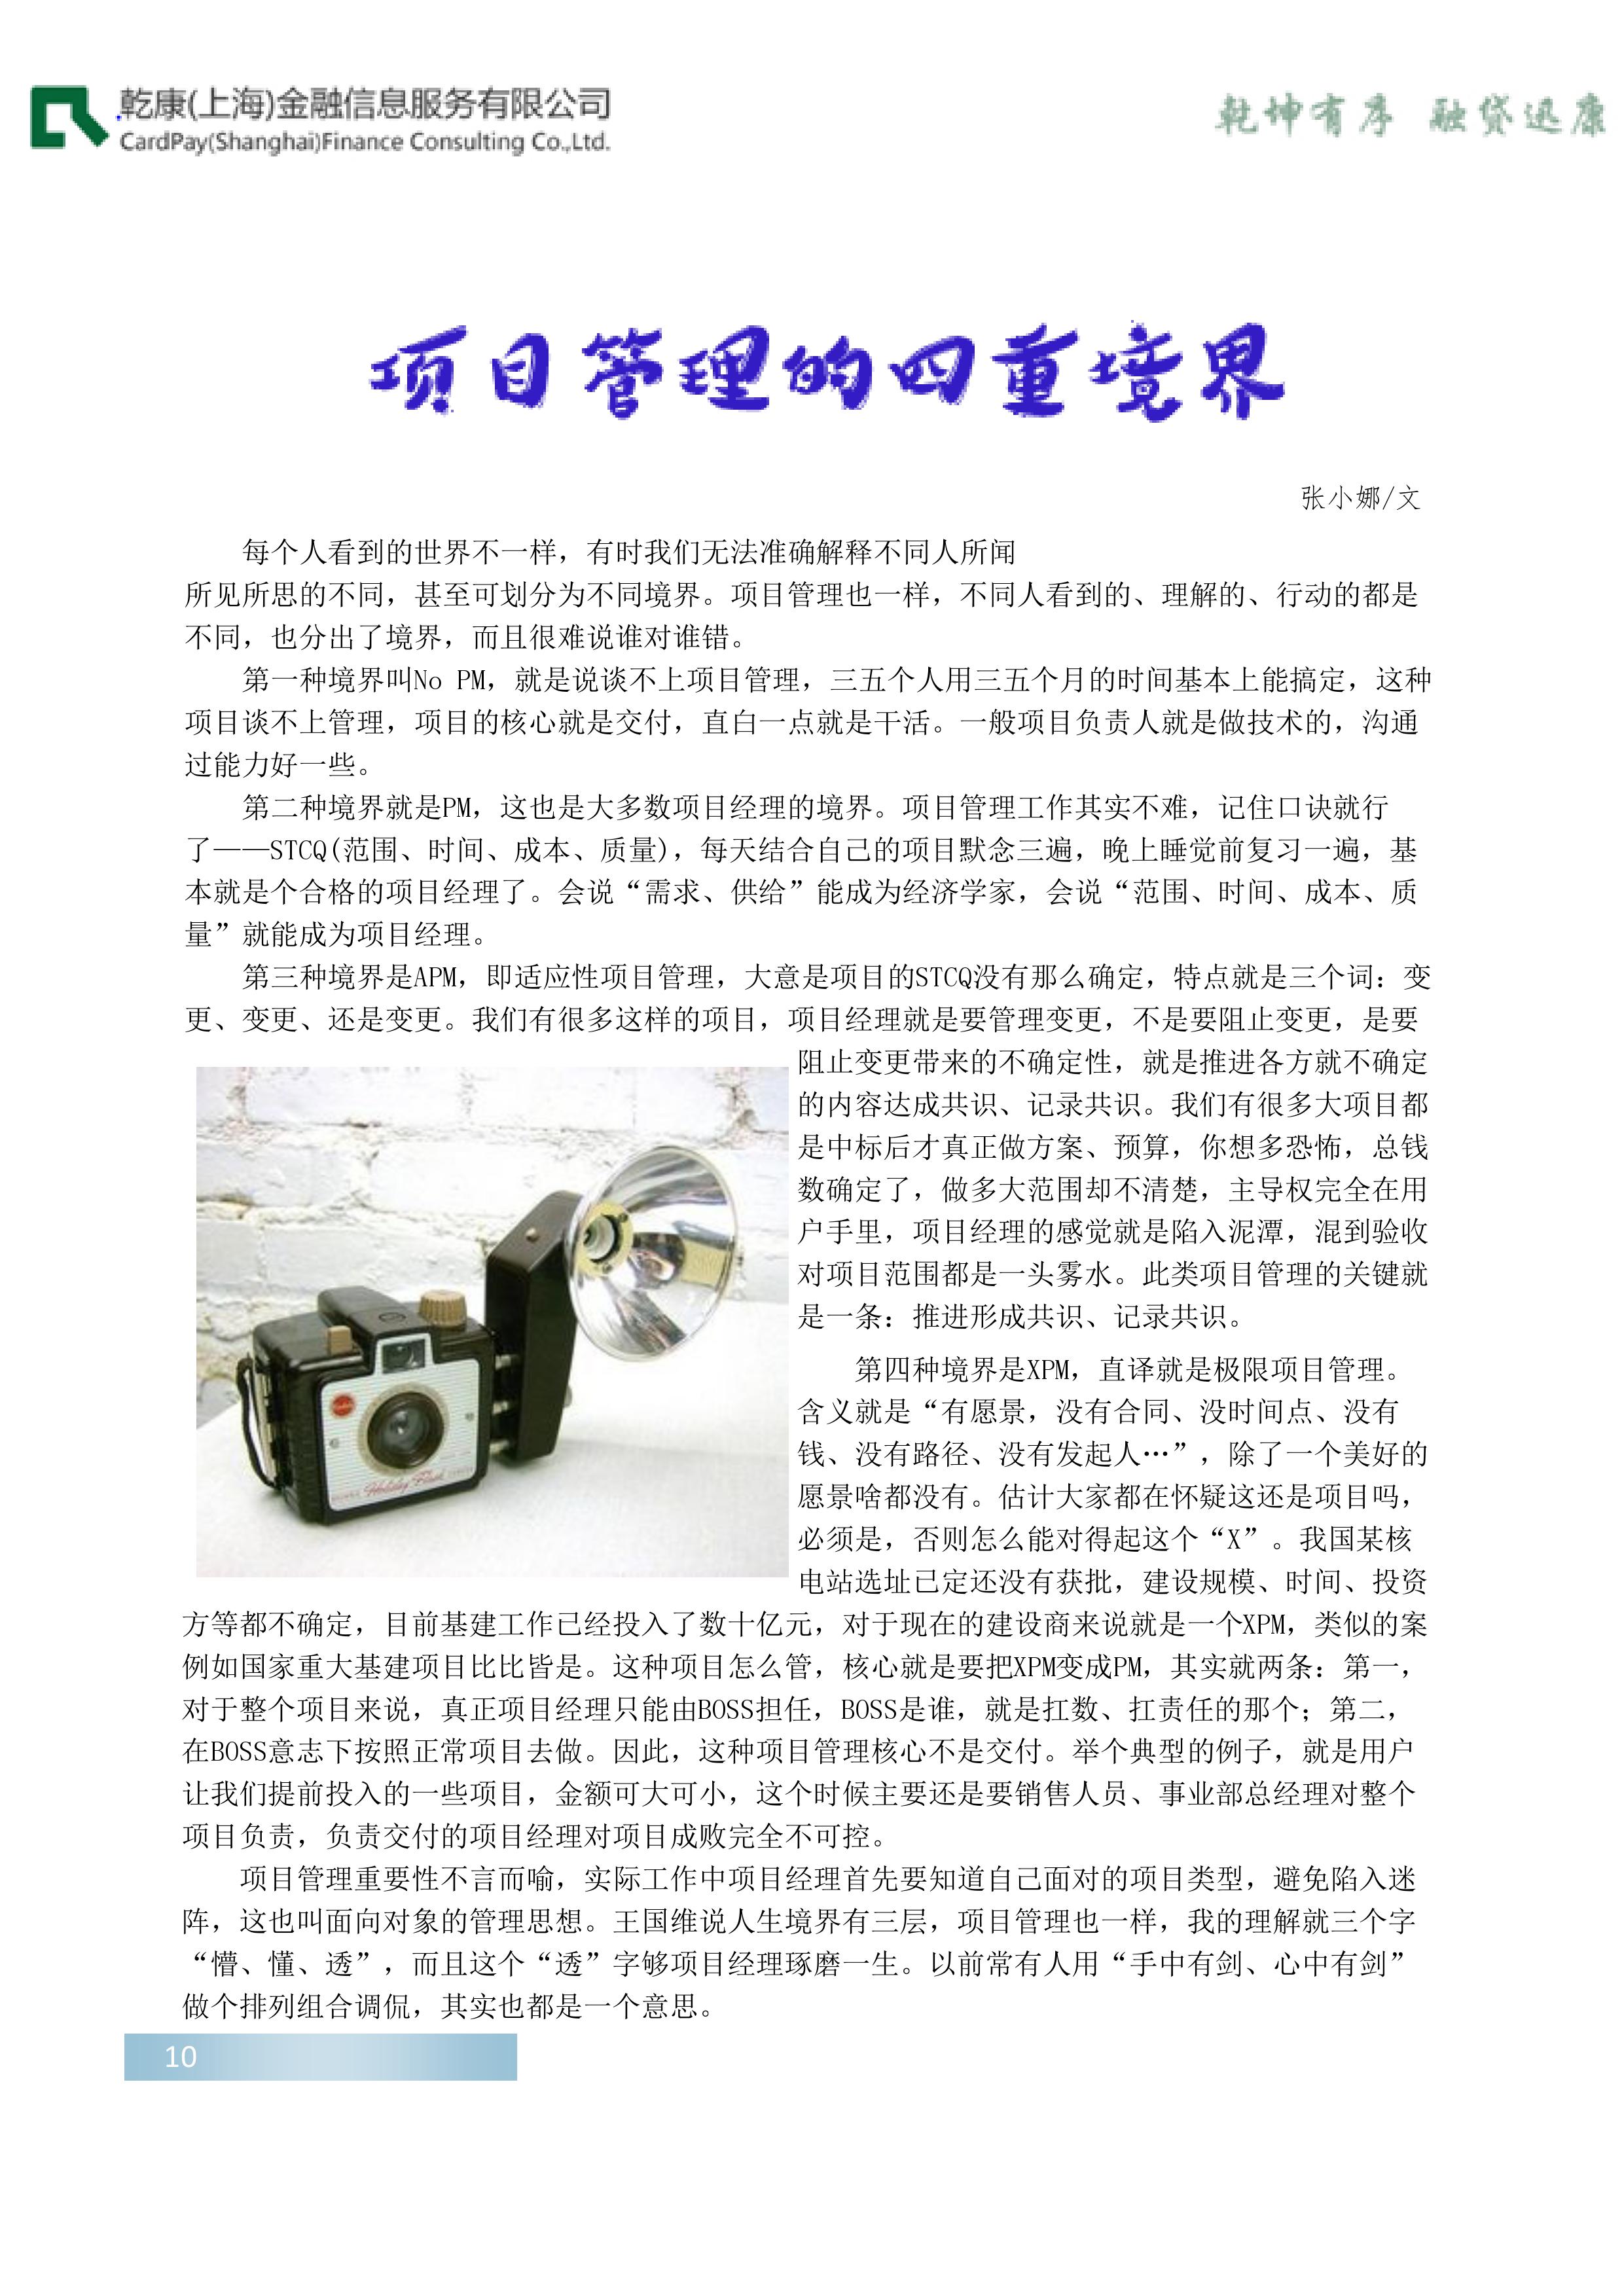 乾康(上海)金融信息服务有限公司
CardPay(Shanghai)Finance Consulting Co.,Ltd.
乾坤有序 融贷迅康
项目管理的四重境界
张小娜/文
每个人看到的世界不一样，有时我们无法准确解释不同人所闻
所见所思的不同，甚至可划分为不同境界。项目管理也一样，不同人看到的、理解的、行动的都是
不同，也分出了境界，而且很难说谁对谁错。
第一种境界叫No PM，就是说谈不上项目管理，三五个人用三五个月的时间基本上能搞定，这种
项目谈不上管理，项目的核心就是交付，直白一点就是干活。一般项目负责人就是做技术的，沟通
过能力好一些。
第二种境界就是PM，这也是大多数项目经理的境界。项目管理工作其实不难，记住口诀就行
了——STCQ(范围、时间、成本、质量)，每天结合自己的项目默念三遍，晚上睡觉前复习一遍，基
本就是个合格的项目经理了。会说“需求、供给”能成为经济学家，会说“范围、时间、成本、质
量”就能成为项目经理。
第三种境界是APM，即适应性项目管理，大意是项目的STCQ没有那么确定，特点就是三个词：变
更、变更、还是变更。我们有很多这样的项目，项目经理就是要管理变更，不是要阻止变更，是要
阻止变更带来的不确定性，就是推进各方就不确定
的内容达成共识、记录共识。我们有很多大项目都
是中标后才真正做方案、预算，你想多恐怖，总钱
数确定了，做多大范围却不清楚，主导权完全在用
户手里，项目经理的感觉就是陷入泥潭，混到验收
对项目范围都是一头雾水。此类项目管理的关键就
是一条：推进形成共识、记录共识。
第四种境界是XPM，直译就是极限项目管理。
含义就是“有愿景，没有合同、没时间点、没有
钱、没有路径、没有发起人…”，除了一个美好的
愿景啥都没有。估计大家都在怀疑这还是项目吗，
必须是，否则怎么能对得起这个“X”。我国某核
电站选址已定还没有获批，建设规模、时间、投资
方等都不确定，目前基建工作已经投入了数十亿元，对于现在的建设商来说就是一个XPM，类似的案
例如国家重大基建项目比比皆是。这种项目怎么管，核心就是要把XPM变成PM，其实就两条：第一，
对于整个项目来说，真正项目经理只能由BOSS担任，BOSS是谁，就是扛数、扛责任的那个；第二，
在BOSS意志下按照正常项目去做。因此，这种项目管理核心不是交付。举个典型的例子，就是用户
让我们提前投入的一些项目，金额可大可小，这个时候主要还是要销售人员、事业部总经理对整个
项目负责，负责交付的项目经理对项目成败完全不可控。
项目管理重要性不言而喻，实际工作中项目经理首先要知道自己面对的项目类型，避免陷入迷
阵，这也叫面向对象的管理思想。王国维说人生境界有三层，项目管理也一样，我的理解就三个字
“懵、懂、透”，而且这个“透”字够项目经理琢磨一生。以前常有人用“手中有剑、心中有剑”
做个排列组合调侃，其实也都是一个意思。
Holiday Flash
10